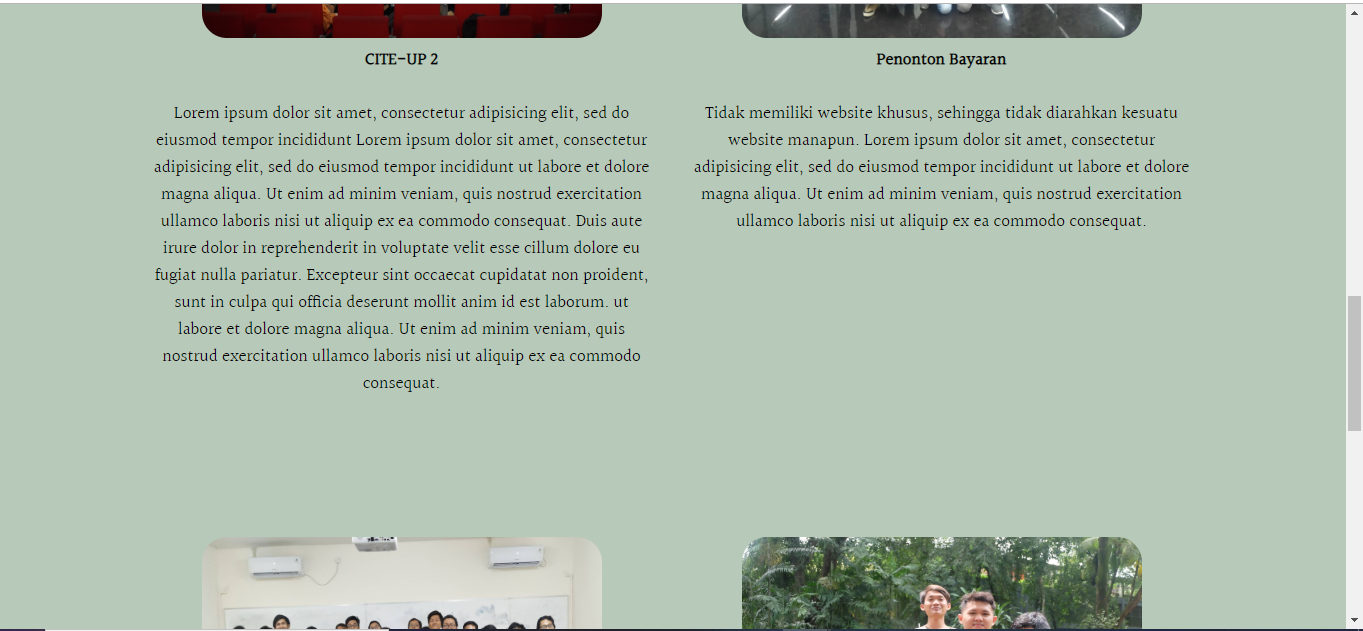 CITE-UP 2
Lorem ipsum dolor sit amet, consectetur adipisicing elit, sed do
eiusmod tempor incididunt Lorem ipsum dolor sit amet, consectetur
adipisicing elit, sed do eiusmod tempor incididunt ut labore et dolore
magna aliqua. Ut enim ad minim veniam, quis nostrud exercitation
ullamco laboris nisi ut aliquip ex ea commodo consequat. Duis aute
irure dolor in reprehenderit in voluptate velit esse cillum dolore eu
fugiat nulla pariatur. Excepteur sint occaecat cupidatat non proident,
sunt in culpa qui officia deserunt mollit anim id est laborum. ut
labore et dolore magna aliqua. Ut enim ad minim veniam, quis
nostrud exercitation ullamco laboris nisi ut aliquip ex ea commodo
consequat.
Penonton Bayaran
Tidak memiliki website khusus, sehingga tidak diarahkan kesuatu
website manapun. Lorem ipsum dolor sit amet, consectetur
adipisicing elit, sed do eiusmod tempor incididunt ut labore et dolore
magna aliqua. Ut enim ad minim veniam, quis nostrud exercitation
ullamco laboris nisi ut aliquip ex ea commodo consequat.